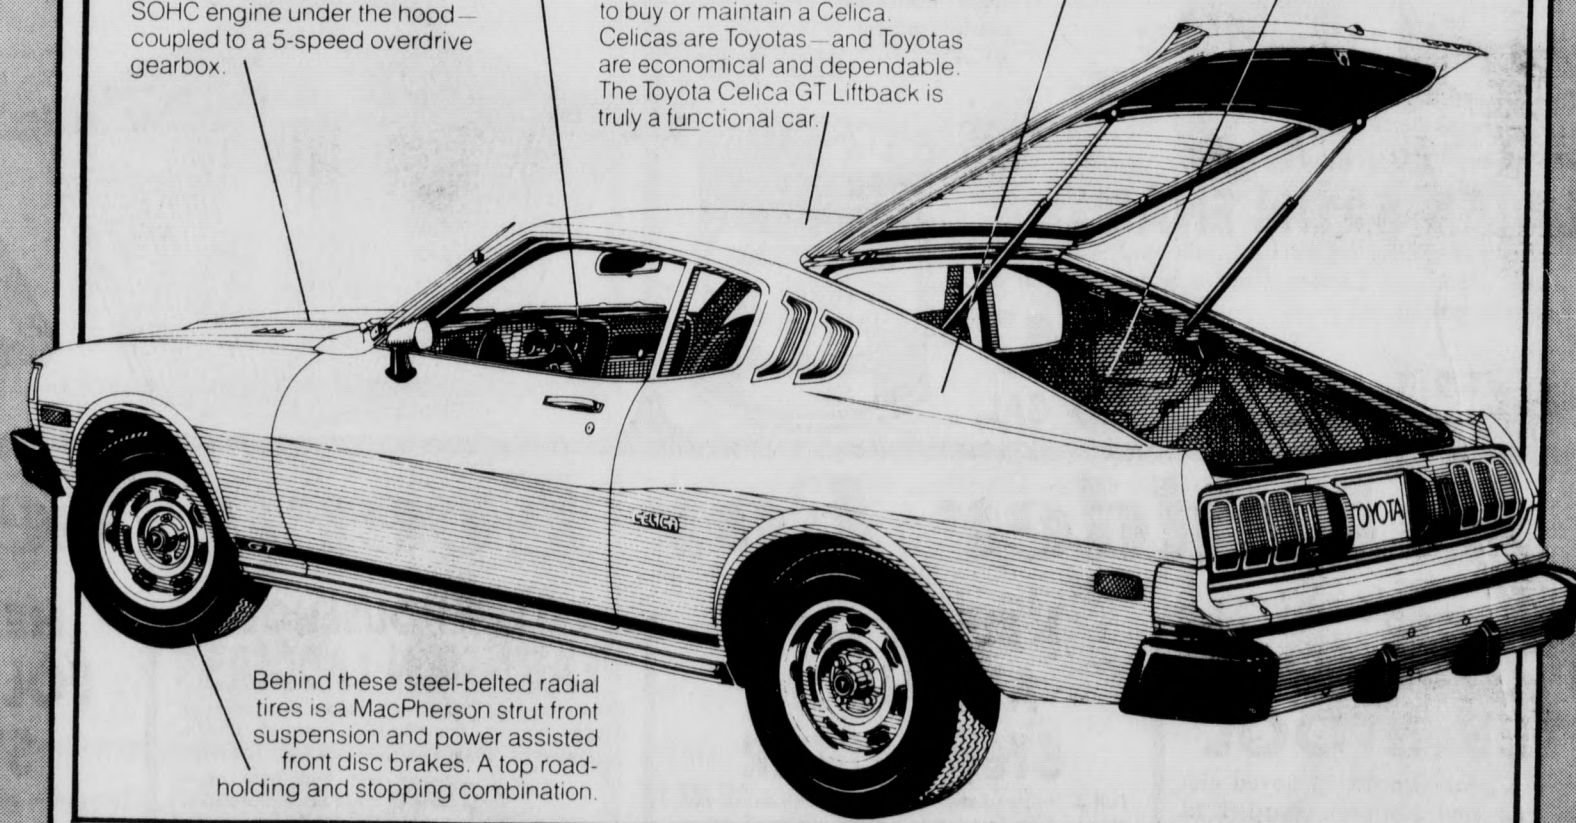 SOHC engine under the hood—
coupled to a 5-speed overdrive
gearbox.
to buy or maintain a Celica.
Celicas are Toyotas—and Toyotas
are economical and dependable.
The Toyota Celica GT Liftback is
truly a functional car.
CELICA
GT
TOYOTA
Behind these steel-belted radial
tires is a MacPherson strut front
suspension and power assisted
front disc brakes. A top road-
holding and stopping combination.